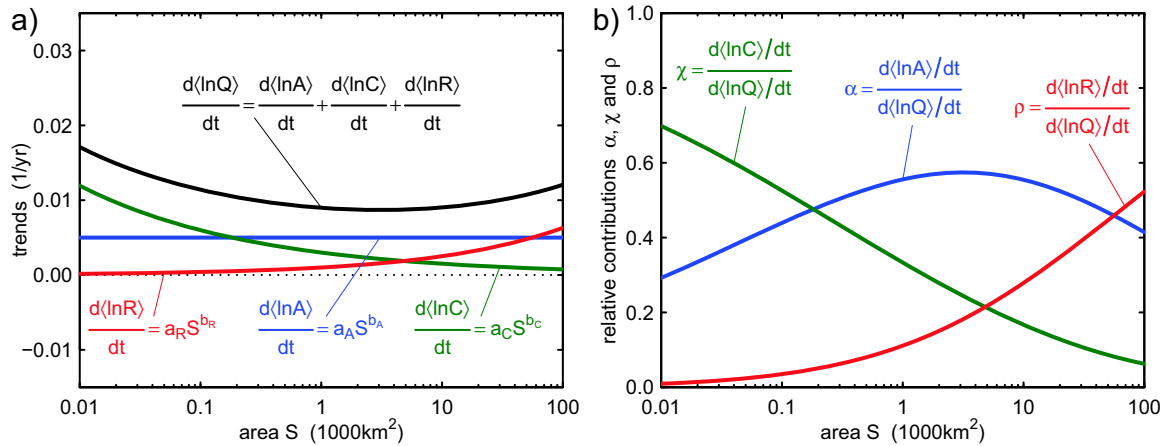 a)
0.03
0.02
0.01
0.00
−0.01
trends (1/yr)
d⟨lnQ⟩/dt = d⟨lnA⟩/dt + d⟨lnC⟩/dt + d⟨lnR⟩/dt
d⟨lnR⟩/dt = a_R S^b_R
d⟨lnA⟩/dt = a_A S^b_A
d⟨lnC⟩/dt = a_C S^b_C
0.01 0.1 1 10 100
area S (1000km²)
b)
1.0
0.8
0.6
0.4
0.2
0.0
relative contributions α, χ and ρ
χ = d⟨lnC⟩/dt / d⟨lnQ⟩/dt
α = d⟨lnA⟩/dt / d⟨lnQ⟩/dt
ρ = d⟨lnR⟩/dt / d⟨lnQ⟩/dt
0.01 0.1 1 10 100
area S (1000km²)